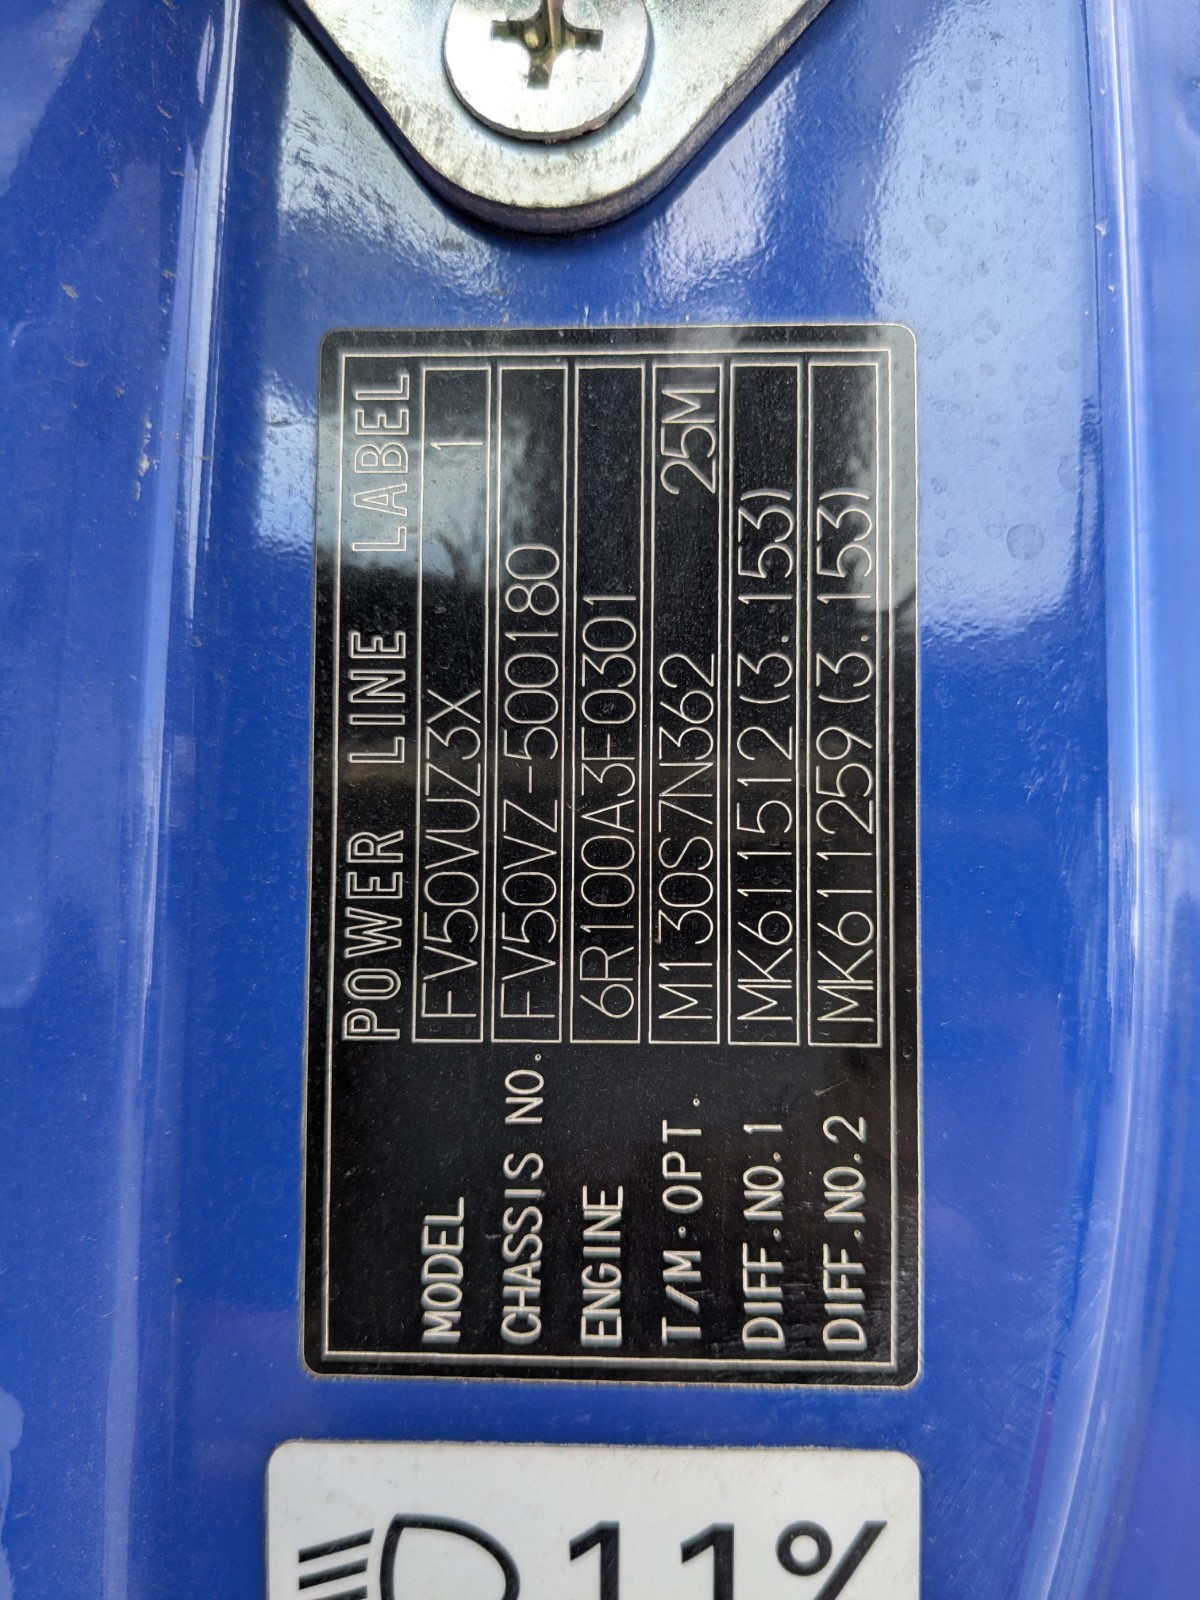 POWER LINE LABEL
MODEL FV50VUZ3X 1
CHASSIS NO. FV50VZ-500180
ENGINE 6R100A3F0301
T/M.OPT. M130S7N362 25M
DIFF.NO.1 MK611512 (3.153)
DIFF.NO.2 MK611259 (3.153)
11%